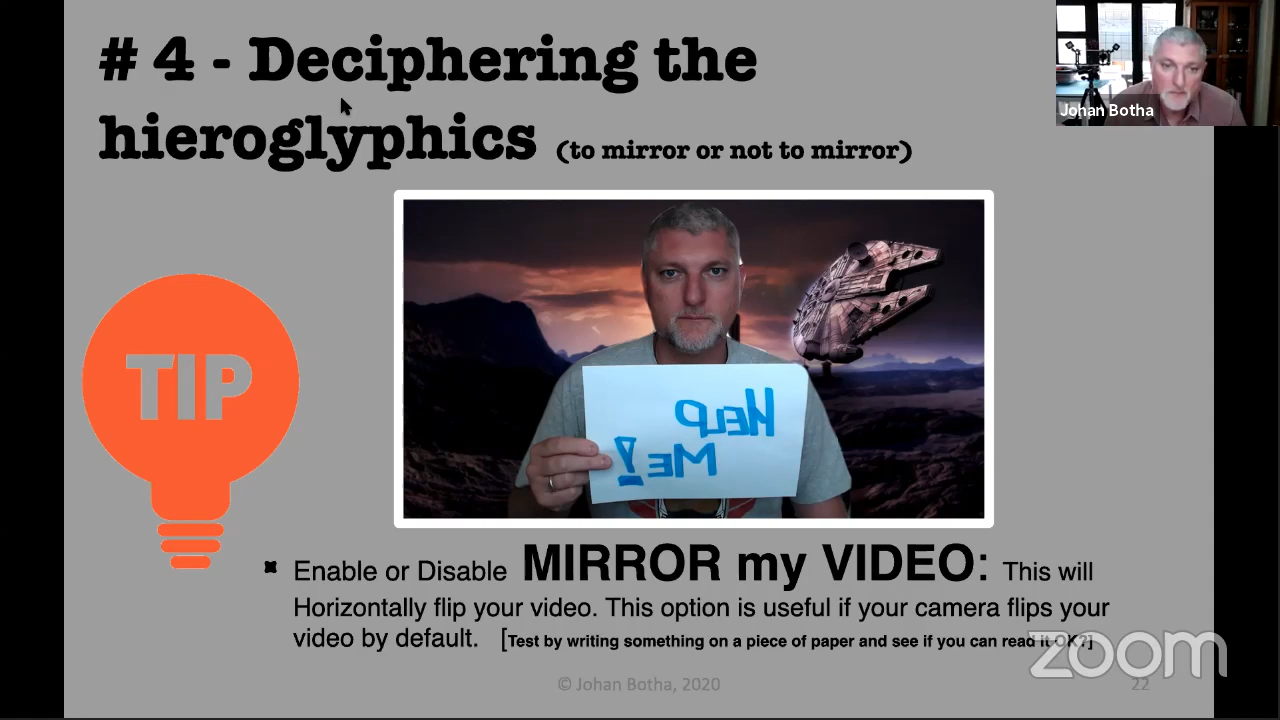 # 4 - Deciphering the
hieroglyphics (to mirror or not to mirror)
Johan Botha
TIP
HELP
ME!
Enable or Disable MIRROR my VIDEO: This will
Horizontally flip your video. This option is useful if your camera flips your
video by default. [Test by writing something on a piece of paper and see if you can read it OK?]
zoom
© Johan Botha, 2020
22